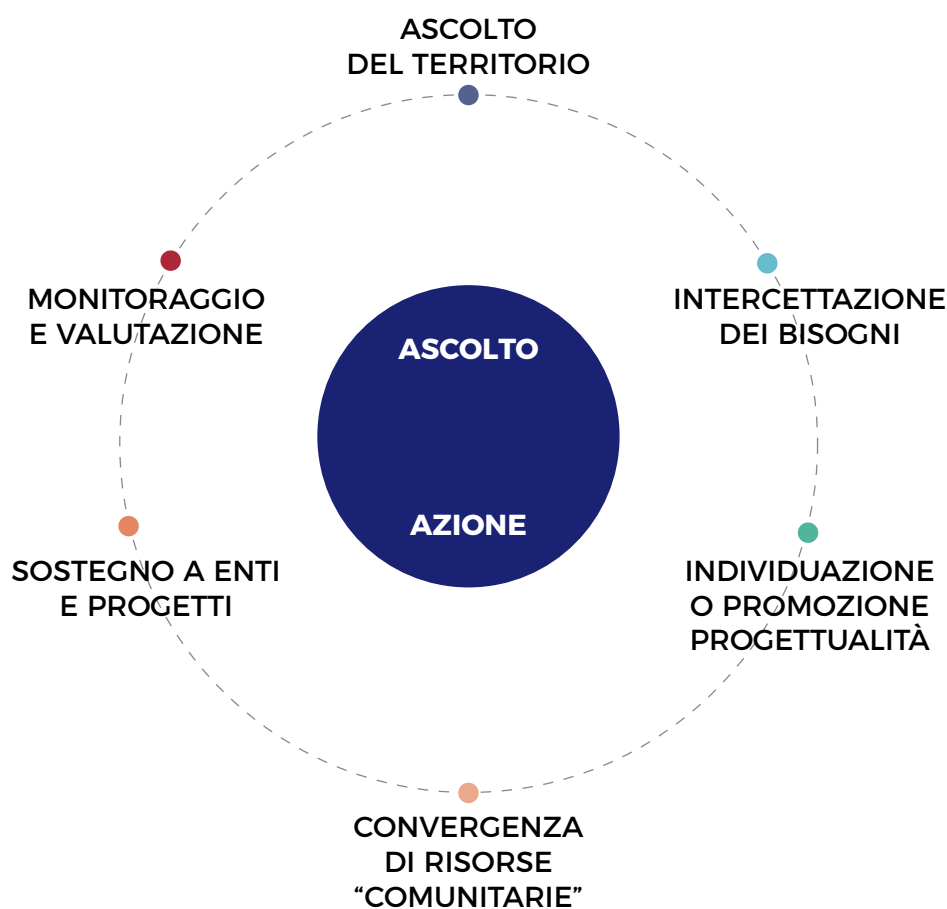 ASCOLTO
DEL TERRITORIO
MONITORAGGIO
E VALUTAZIONE
INTERCETTAZIONE
DEI BISOGNI
ASCOLTO
AZIONE
SOSTEGNO A ENTI
E PROGETTI
INDIVIDUAZIONE
O PROMOZIONE
PROGETTUALITÀ
CONVERGENZA
DI RISORSE
“COMUNITARIE”